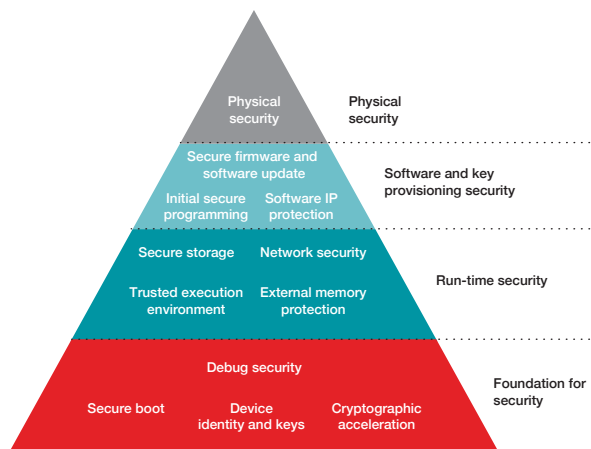 Physical
security
Physical
security
Secure firmware and
software update
Initial secure
programming
Software IP
protection
Software and key
provisioning security
Secure storage
Network security
Trusted execution
environment
External memory
protection
Run-time security
Debug security
Secure boot
Device
identity and keys
Cryptographic
acceleration
Foundation for
security